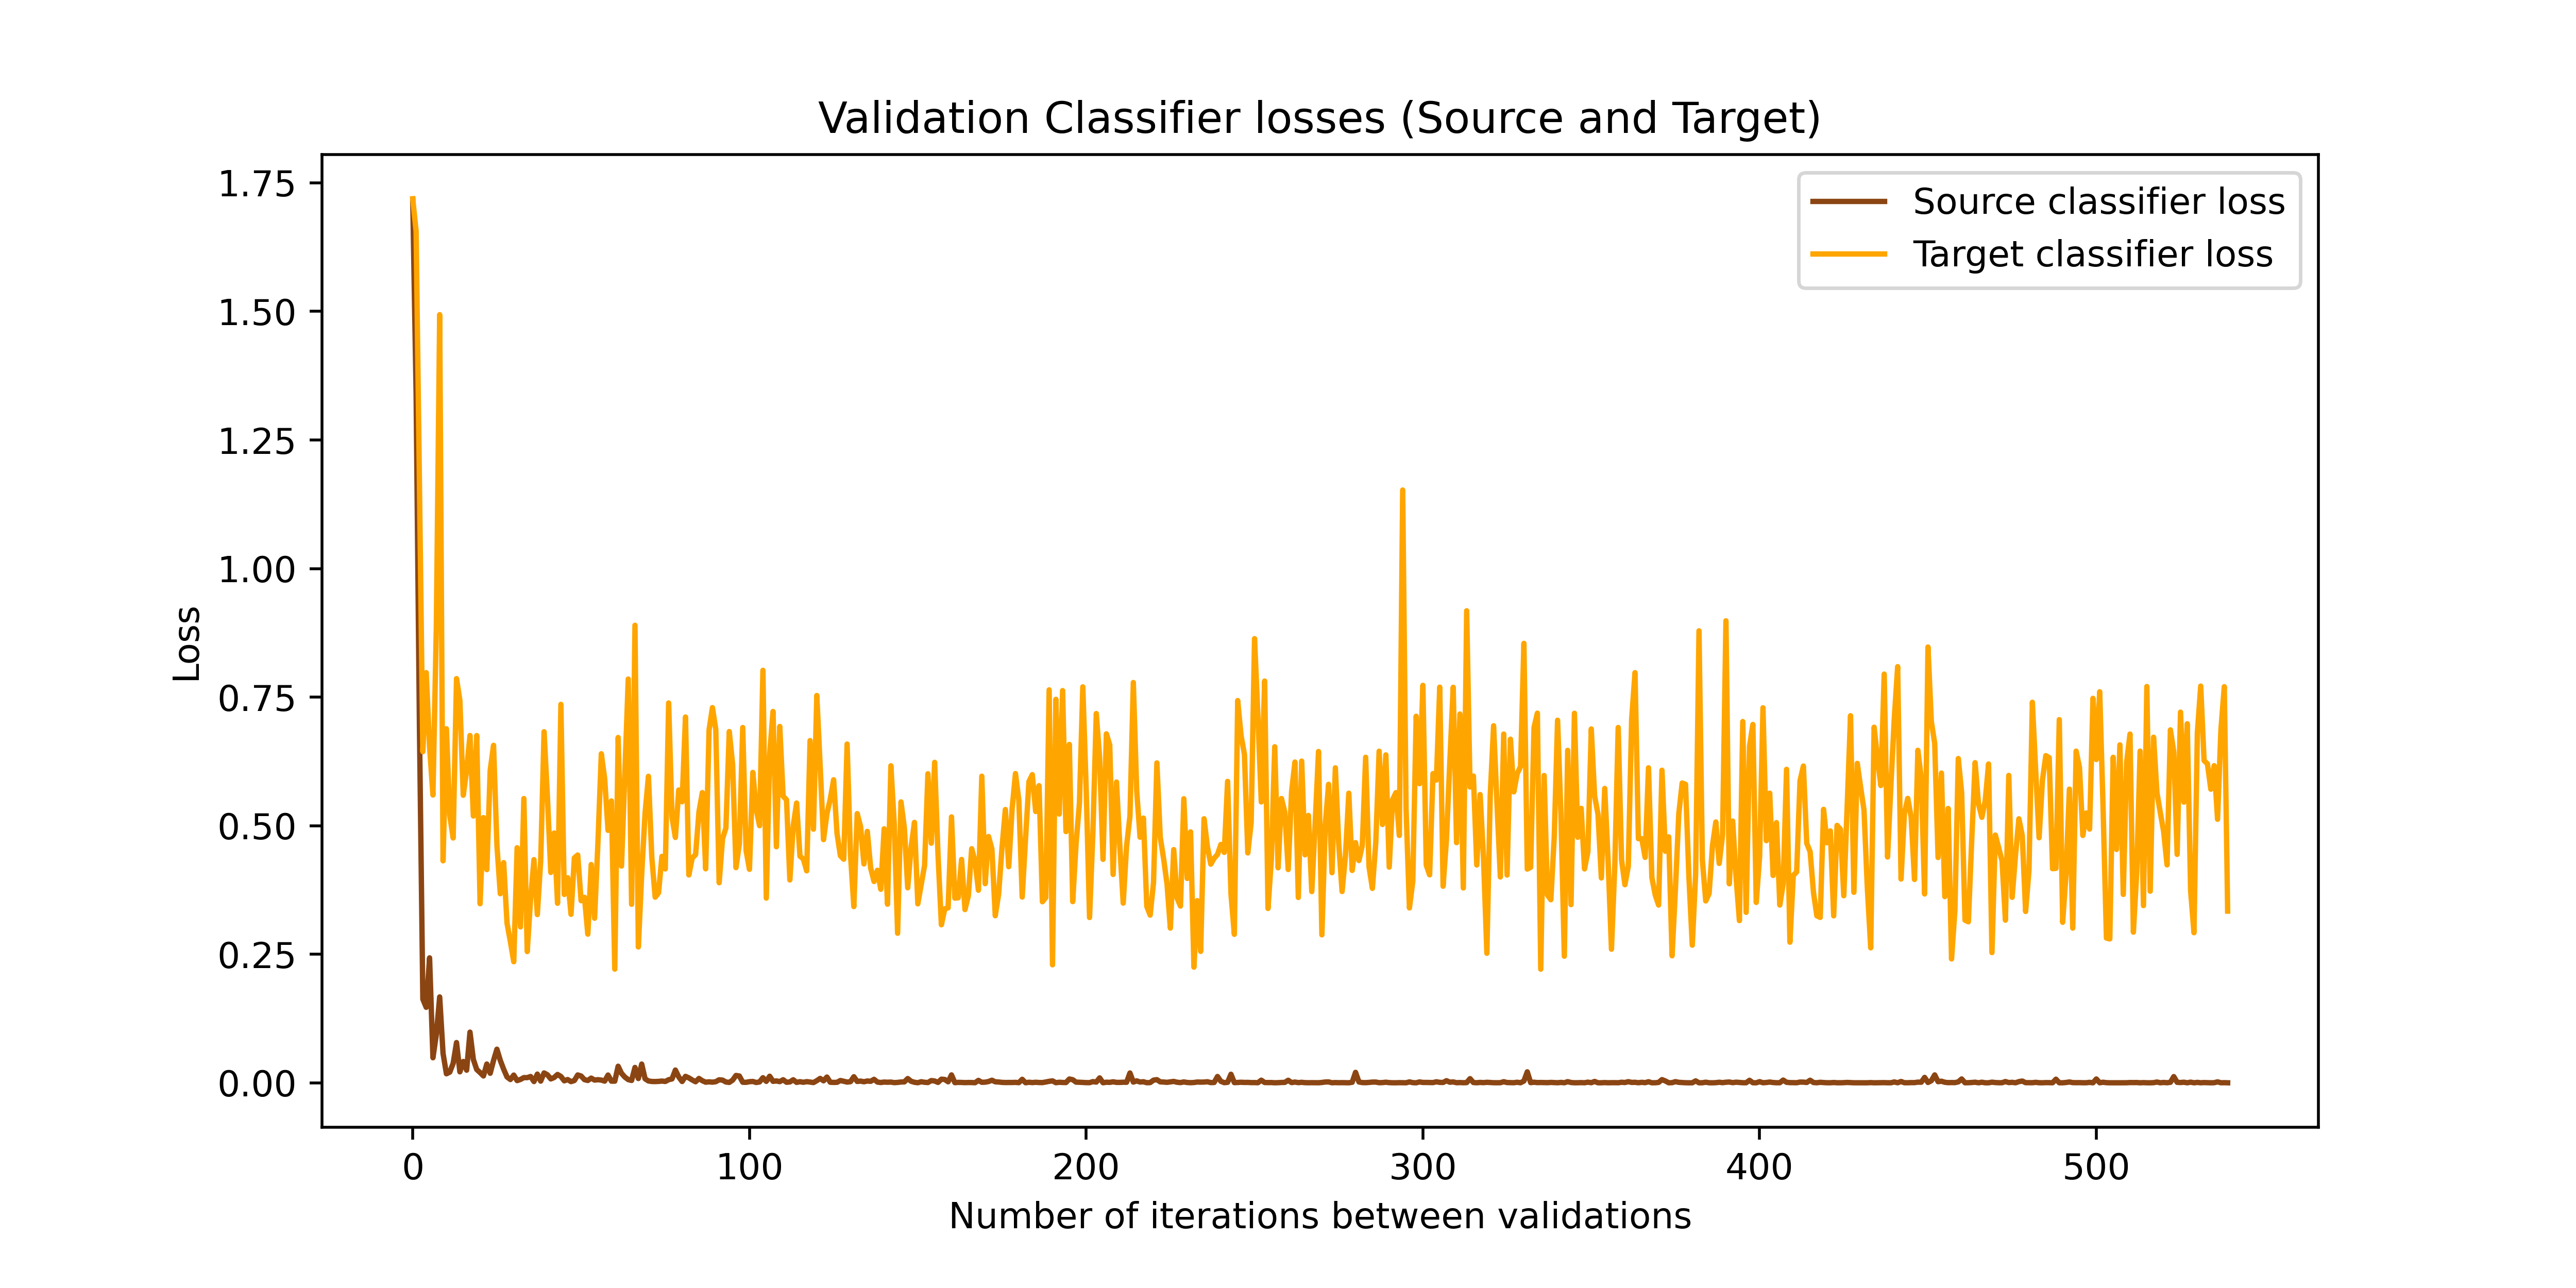 Validation Classifier losses (Source and Target)
Source classifier loss
Target classifier loss
1.75
1.50
1.25
1.00
0.75
0.50
0.25
0.00
Loss
0 100 200 300 400 500
Number of iterations between validations